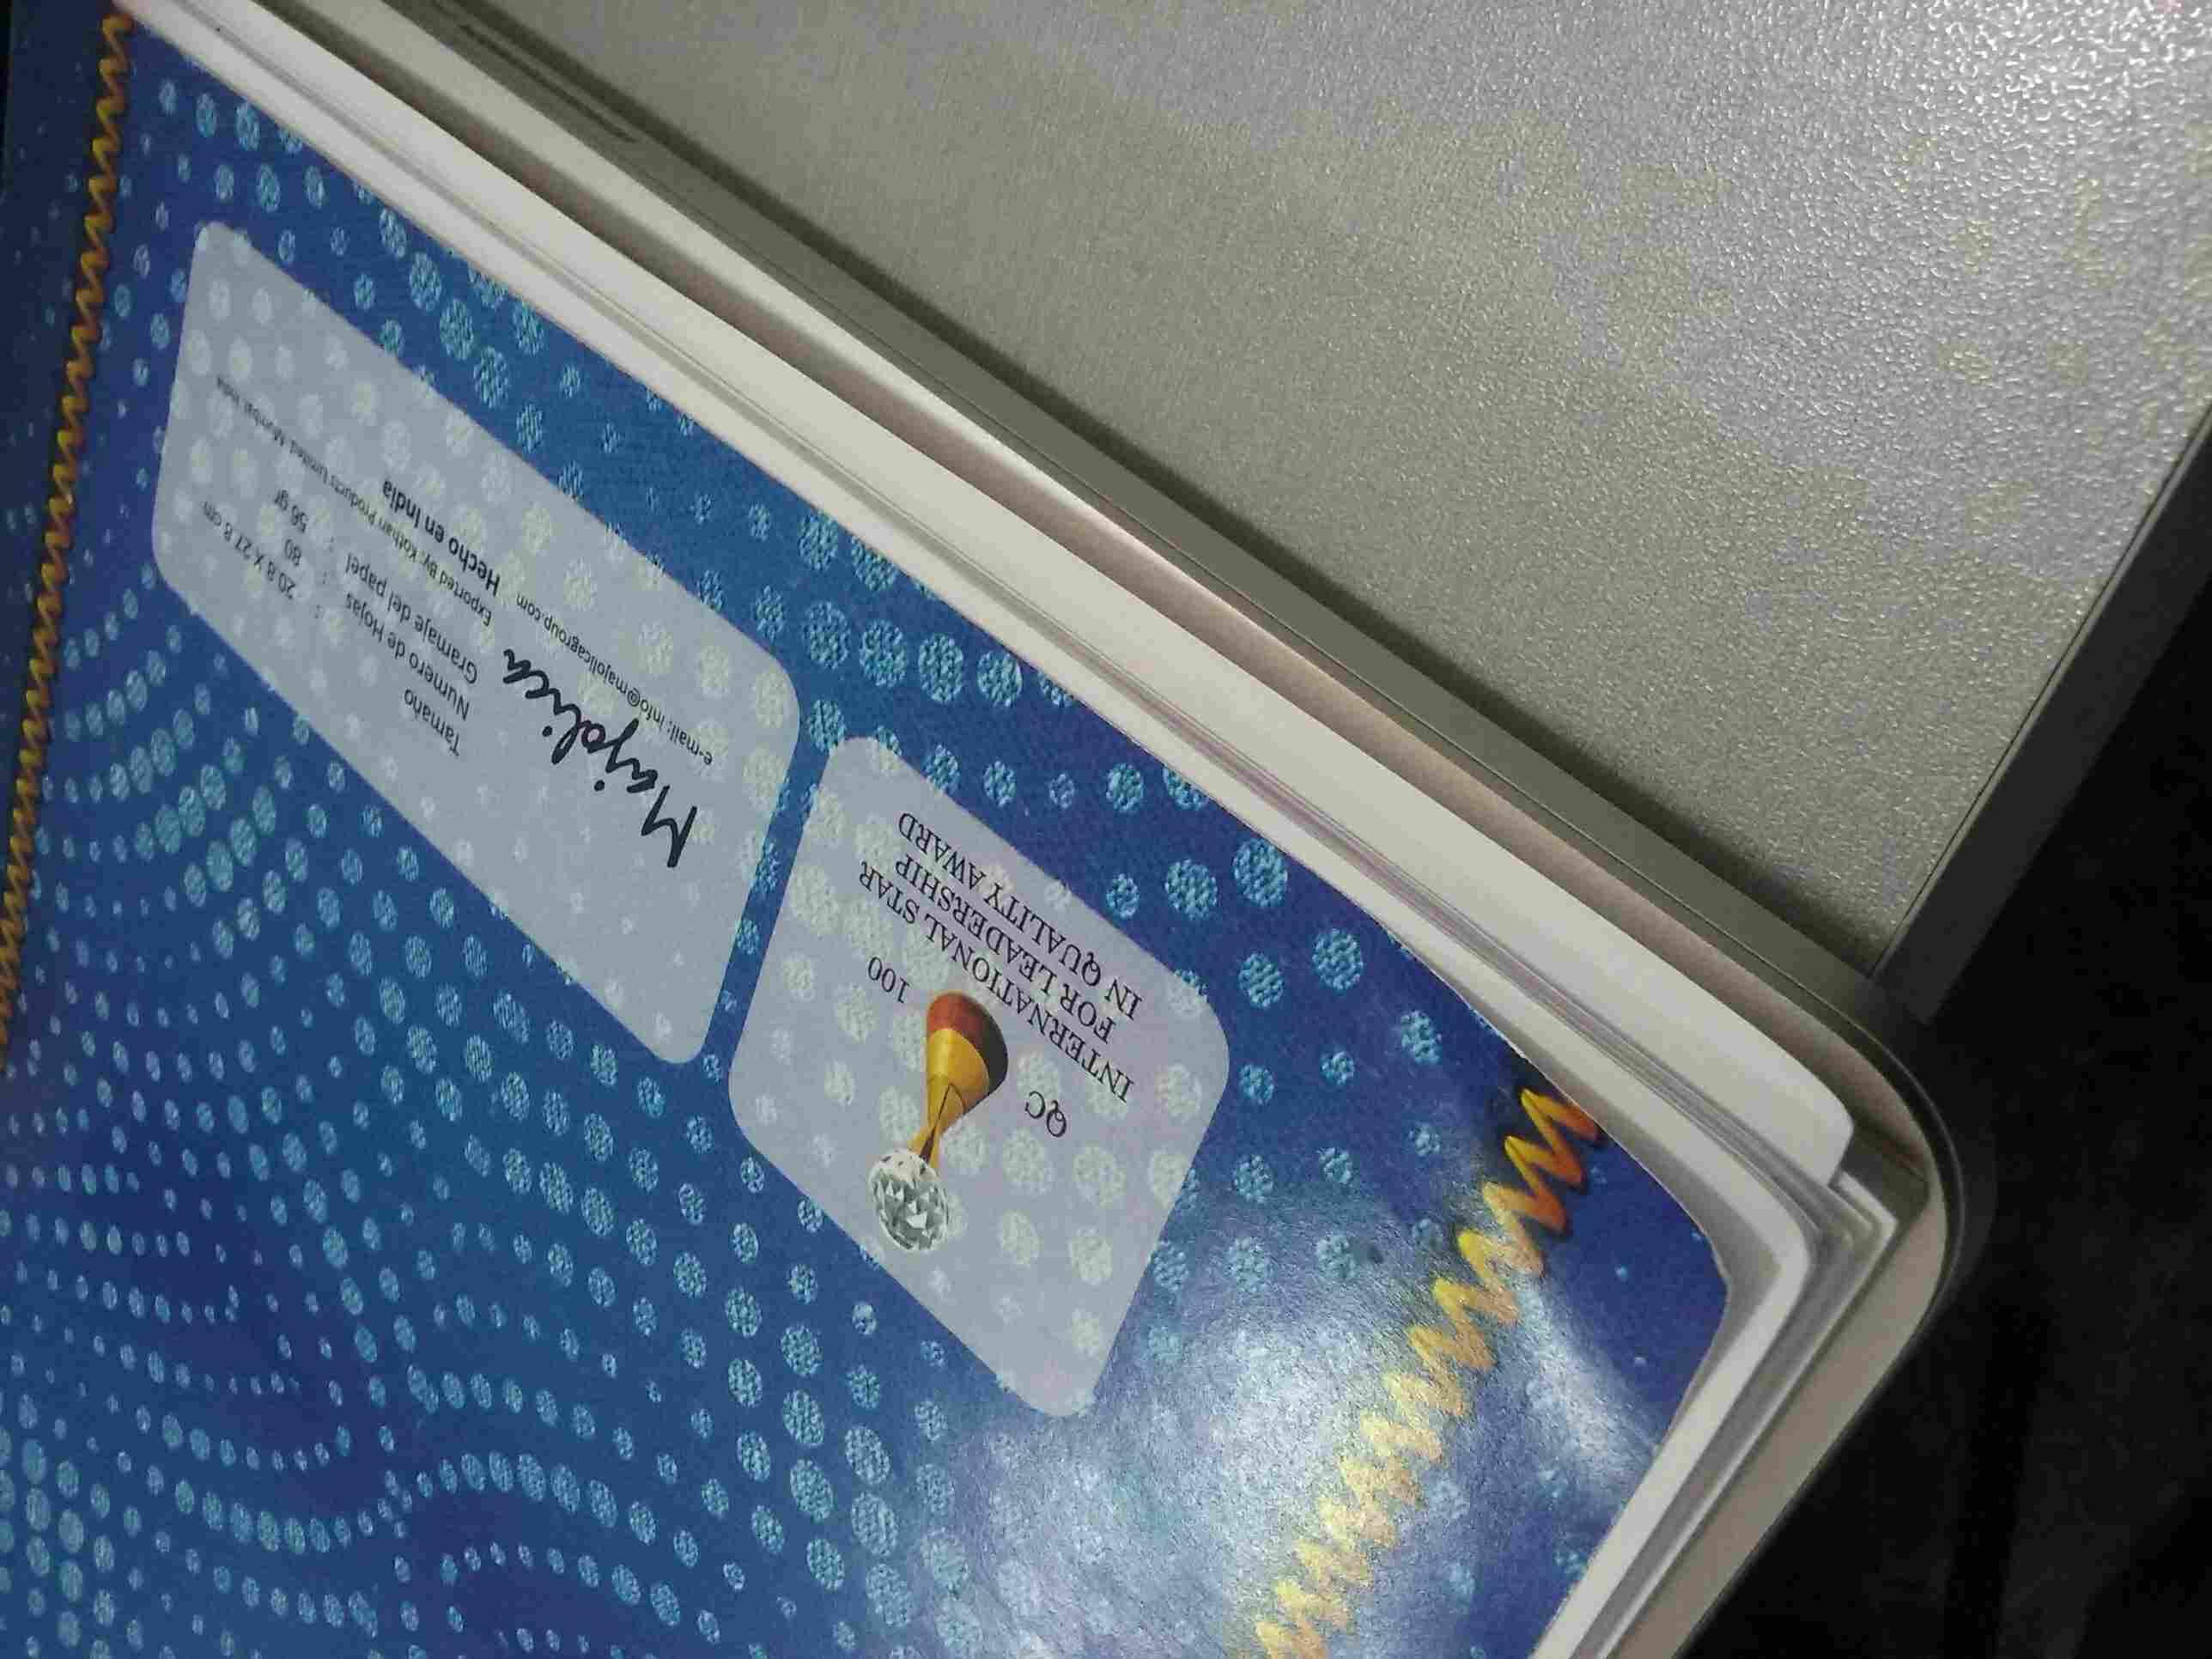 QC 100
INTERNATIONAL STAR
FOR LEADERSHIP
IN QUALITY AWARD
Tamaño : 20.8 X 27.8 cm
Numero de Hojas : 80
Gramaje del papel : 56 gr
Majolica
Exported By: Kothari Products Limited, Mumbai, India
e-mail: info@majolicagroup.com
Hecho en India